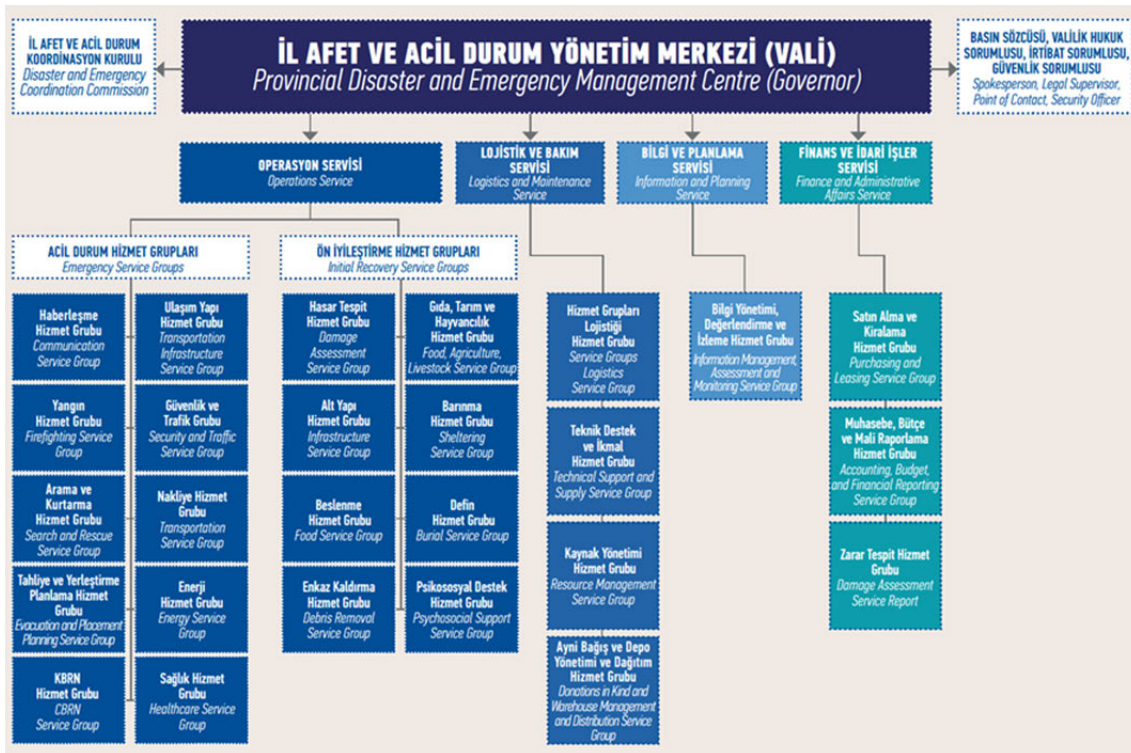 İL AFET VE ACİL DURUM
KOORDİNASYON KURULU
Disaster and Emergency
Coordination Commission
İL AFET VE ACİL DURUM YÖNETİM MERKEZİ (VALİ)
Provincial Disaster and Emergency Management Centre (Governor)
BASIN SÖZCÜSÜ, VALİLİK HUKUK
SORUMLUSU, İRTİBAT SORUMLUSU,
GÜVENLİK SORUMLUSU
Spokesperson, Legal Supervisor,
Point of Contact, Security Officer
OPERASYON SERVİSİ
Operations Service
LOJİSTİK VE BAKIM
SERVİSİ
Logistics and Maintenance
Service
BİLGİ VE PLANLAMA
SERVİSİ
Information and Planning
Service
FİNANS VE İDARİ İŞLER
SERVİSİ
Finance and Administrative
Affairs Service
ACİL DURUM HİZMET GRUPLARI
Emergency Service Groups
ÖN İYİLEŞTİRME HİZMET GRUPLARI
Initial Recovery Service Groups
Haberleşme
Hizmet Grubu
Communication
Service Group
Ulaşım Yapı
Hizmet Grubu
Transportation
Infrastructure
Service Group
Yangın
Hizmet Grubu
Firefighting Service
Group
Güvenlik ve
Trafik Grubu
Security and Traffic
Service Group
Arama ve
Kurtarma
Hizmet Grubu
Search and Rescue
Service Group
Nakliye Hizmet
Grubu
Transportation
Service Group
Tahliye ve Yerleştirme
Planlama Hizmet
Grubu
Evacuation and Placement
Planning Service Group
Enerji
Hizmet Grubu
Energy Service
Group
KBRN
Hizmet Grubu
CBRN
Service Group
Sağlık Hizmet
Grubu
Healthcare Service
Group
Hasar Tespit
Hizmet Grubu
Damage
Assessment
Service Group
Gıda, Tarım ve
Hayvancılık
Hizmet Grubu
Food, Agriculture,
Livestock Service Group
Alt Yapı
Hizmet Grubu
Infrastructure
Service Group
Barınma
Hizmet Grubu
Sheltering
Service Group
Beslenme
Hizmet Grubu
Food Service Group
Defin
Hizmet Grubu
Burial Service Group
Enkaz Kaldırma
Hizmet Grubu
Debris Removal
Service Group
Psikososyal Destek
Hizmet Grubu
Psychosocial Support
Service Group
Hizmet Grupları
Lojistiği
Hizmet Grubu
Service Groups
Logistics
Service Group
Teknik Destek
ve İkmal
Hizmet Grubu
Technical Support and
Supply Service Group
Kaynak Yönetimi
Hizmet Grubu
Resource Management
Service Group
Ayni Bağış ve Depo
Yönetimi ve Dağıtım
Hizmet Grubu
Donations in Kind and
Warehouse Management
and Distribution Service
Group
Bilgi Yönetimi,
Değerlendirme ve
İzleme Hizmet Grubu
Information Management,
Assessment and
Monitoring Service Group
Satın Alma ve
Kiralama
Hizmet Grubu
Purchasing and
Leasing Service Group
Muhasebe, Bütçe
ve Mali Raporlama
Hizmet Grubu
Accounting, Budget,
and Financial Reporting
Service Group
Zarar Tespit Hizmet
Grubu
Damage Assessment
Service Report